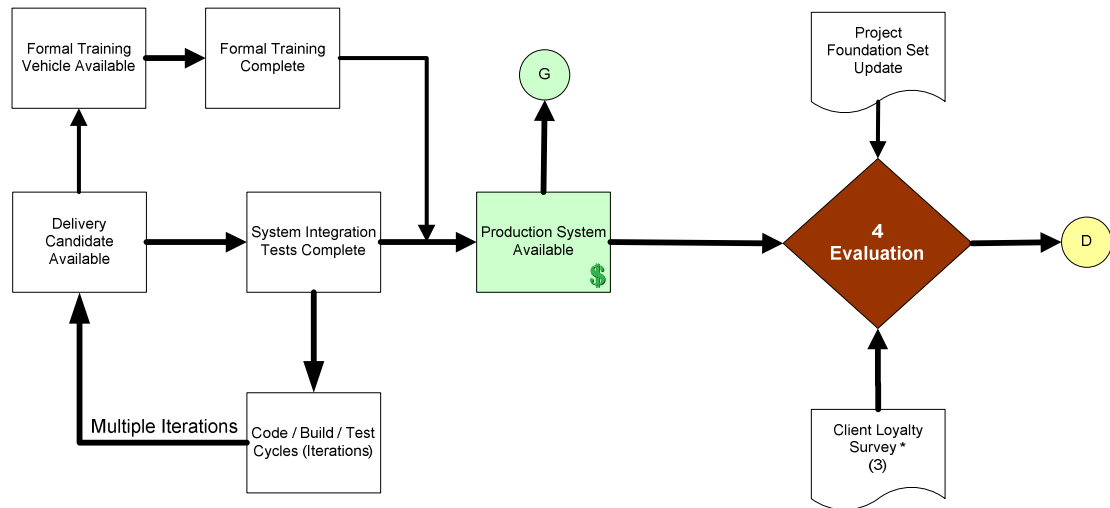 Formal Training
Vehicle Available
Formal Training
Complete
G
Project
Foundation Set
Update
Delivery
Candidate
Available
System Integration
Tests Complete
Production System
Available
$
4
Evaluation
D
Multiple Iterations
Code / Build / Test
Cycles (Iterations)
Client Loyalty
Survey *
(3)